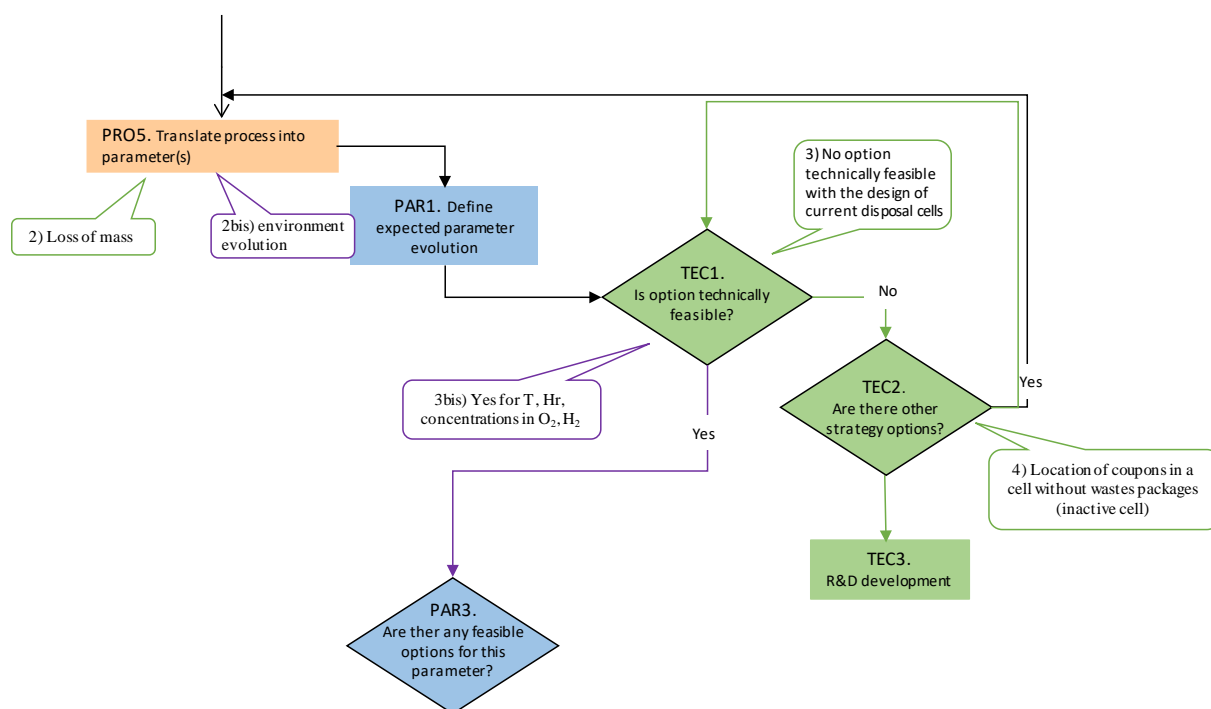 PRO5. Translate process into
parameter(s)
2) Loss of mass
2bis) environment
evolution
PAR1. Define
expected parameter
evolution
3) No option
technically feasible
with the design of
current disposal cells
TEC1.
Is option technically
feasible?
No
3bis) Yes for T, Hr,
concentrations in O₂, H₂
Yes
TEC2.
Are there other
strategy options?
Yes
4) Location of coupons in a
cell without wastes packages
(inactive cell)
TEC3.
R&D development
PAR3.
Are ther any feasible
options for this
parameter?